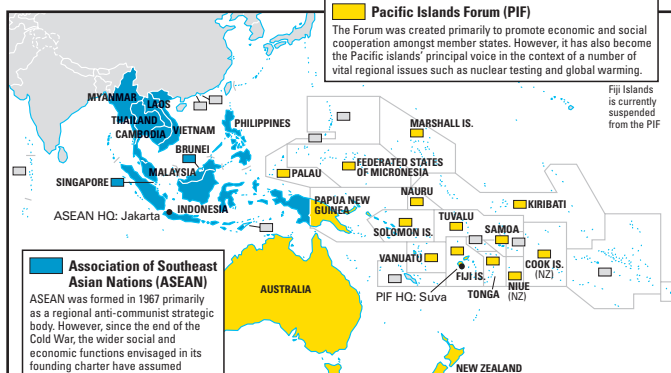 Pacific Islands Forum (PIF)
The Forum was created primarily to promote economic and social
cooperation amongst member states. However, it has also become
the Pacific islands' principal voice in the context of a number of
vital regional issues such as nuclear testing and global warming.
Fiji Islands
is currently
suspended
from the PIF
MYANMAR
LAOS
THAILAND
CAMBODIA
VIETNAM
PHILIPPINES
BRUNEI
MALAYSIA
SINGAPORE
INDONESIA
ASEAN HQ: Jakarta
MARSHALL IS.
PALAU
FEDERATED STATES
OF MICRONESIA
NAURU
KIRIBATI
PAPUA NEW
GUINEA
SOLOMON IS.
TUVALU
SAMOA
VANUATU
FIJI IS.
COOK IS.
(NZ)
TONGA
NIUE
(NZ)
PIF HQ: Suva
AUSTRALIA
NEW ZEALAND
Association of Southeast
Asian Nations (ASEAN)
ASEAN was formed in 1967 primarily
as a regional anti-communist strategic
body. However, since the end of the
Cold War, the wider social and
economic functions envisaged in its
founding charter have assumed